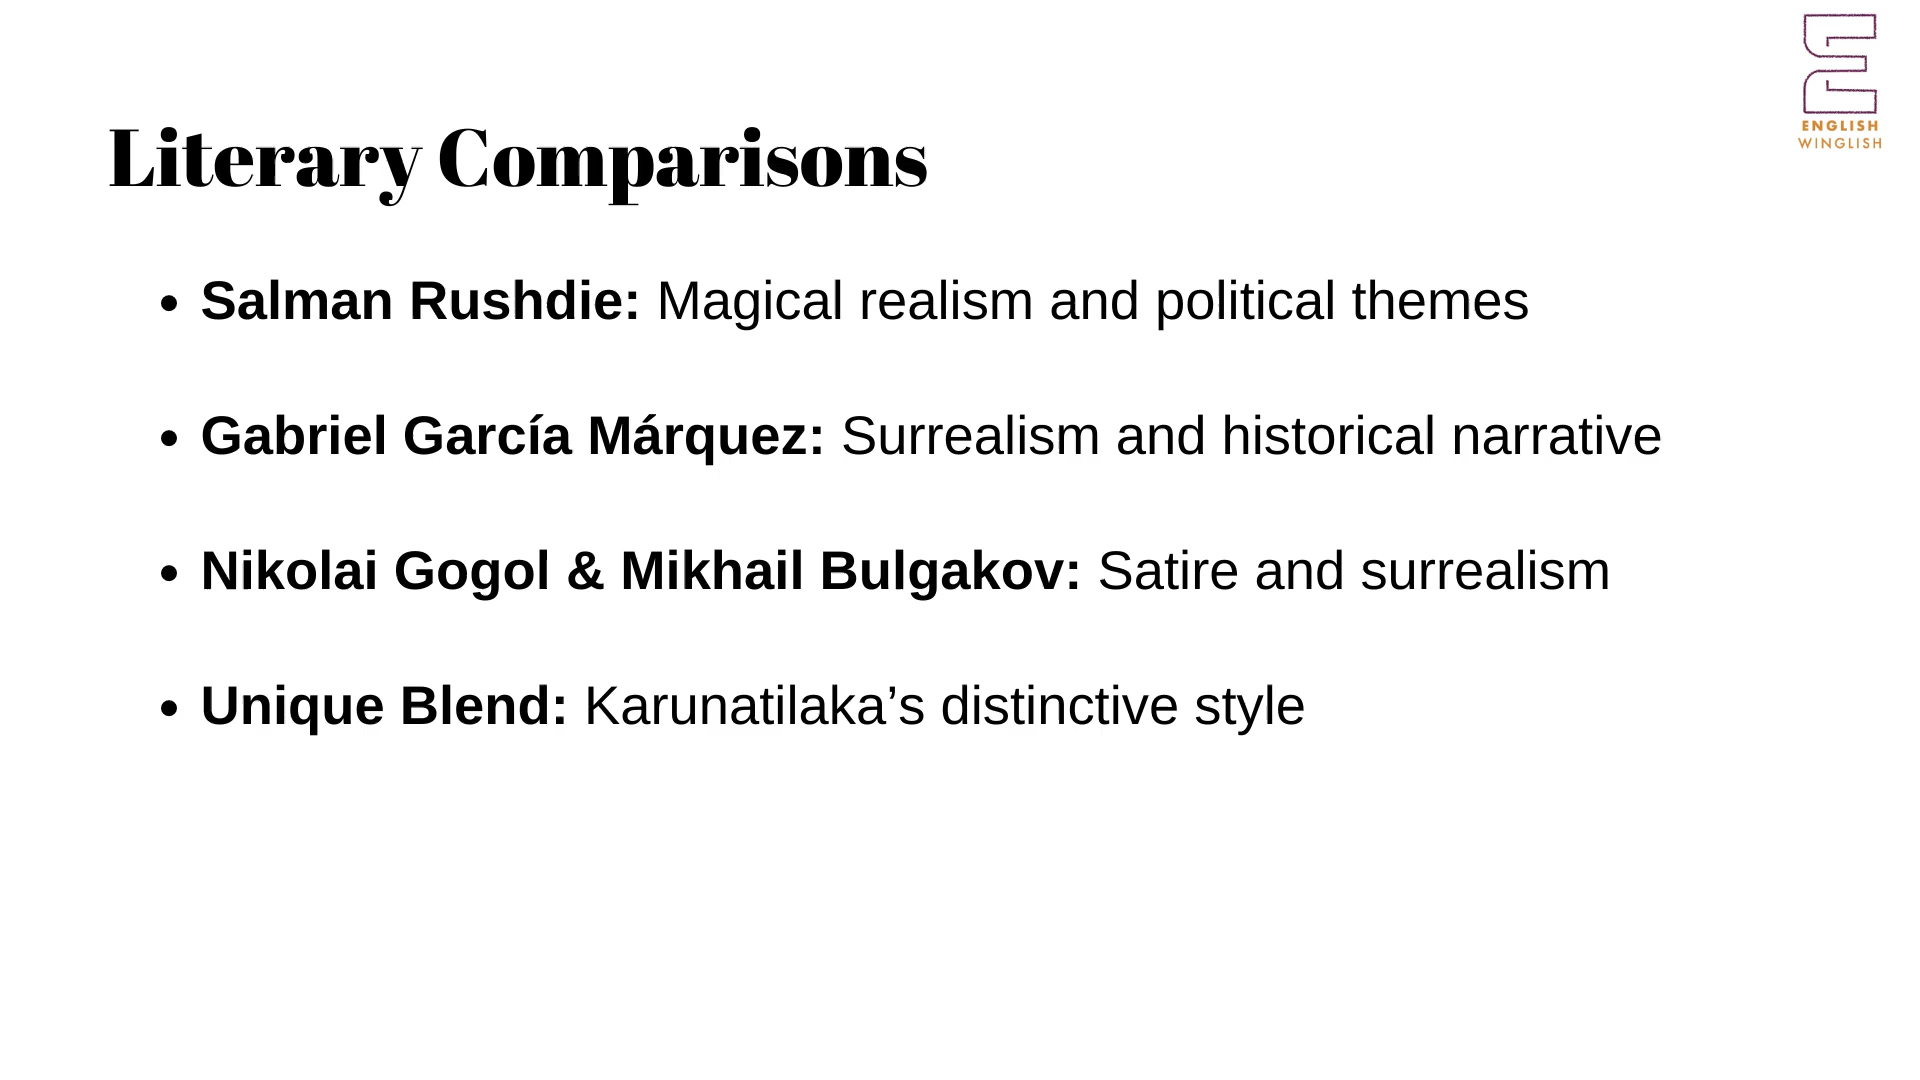 ENGLISH
WINGLISH
Literary Comparisons
• Salman Rushdie: Magical realism and political themes
• Gabriel García Márquez: Surrealism and historical narrative
• Nikolai Gogol & Mikhail Bulgakov: Satire and surrealism
• Unique Blend: Karunatilaka’s distinctive style